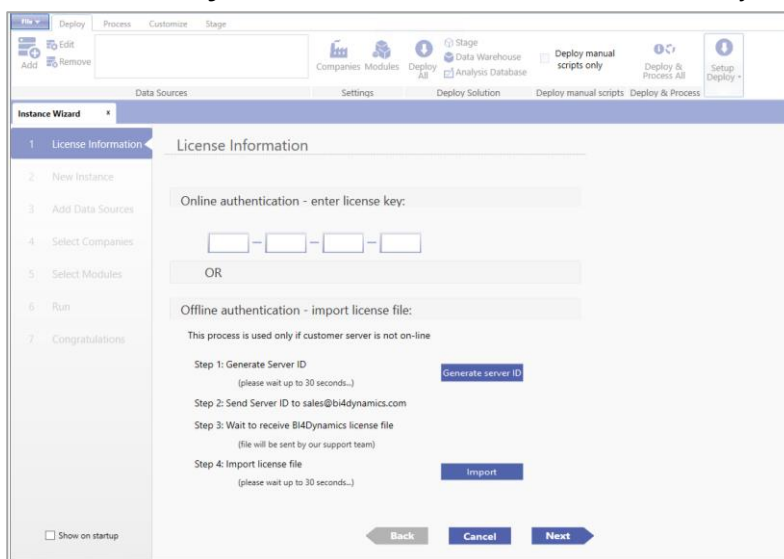 File Deploy Process Customize Stage
Add
Edit
Remove
Companies Modules
Deploy All
Stage
Data Warehouse
Analysis Database
Deploy manual scripts only
Deploy & Process All
Setup Deploy
Data Sources Settings Deploy Solution Deploy manual scripts Deploy & Process
Instance Wizard x
1 License Information
2 New Instance
3 Add Data Sources
4 Select Companies
5 Select Modules
6 Run
7 Congratulations
Show on startup
License Information
Online authentication - enter license key:
– – –
OR
Offline authentication - import license file:
This process is used only if customer server is not on-line
Step 1: Generate Server ID
(please wait up to 30 seconds...)
Generate server ID
Step 2: Send Server ID to sales@bi4dynamics.com
Step 3: Wait to receive BI4Dynamics license file
(file will be sent by our support team)
Step 4: Import license file
(please wait up to 30 seconds...)
Import
Back Cancel Next